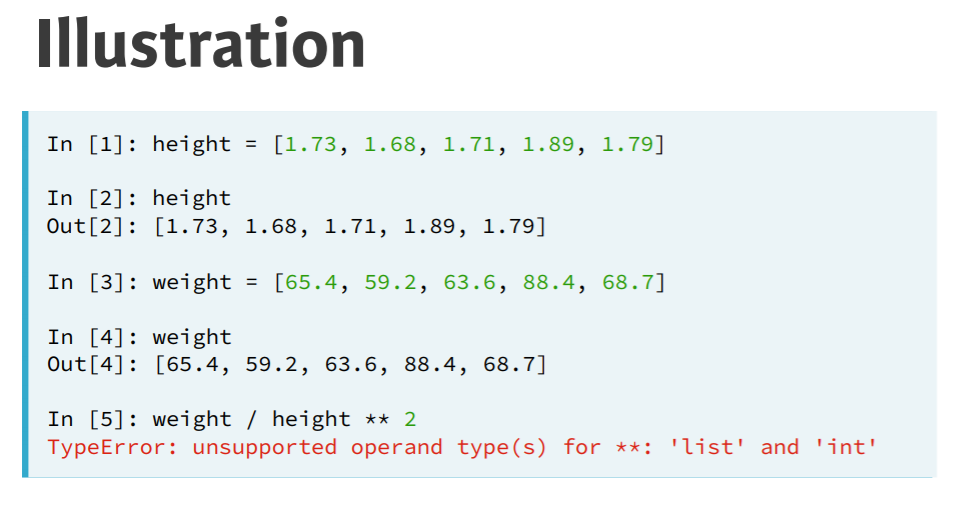 Illustration
In [1]: height = [1.73, 1.68, 1.71, 1.89, 1.79]
In [2]: height
Out[2]: [1.73, 1.68, 1.71, 1.89, 1.79]
In [3]: weight = [65.4, 59.2, 63.6, 88.4, 68.7]
In [4]: weight
Out[4]: [65.4, 59.2, 63.6, 88.4, 68.7]
In [5]: weight / height ** 2
TypeError: unsupported operand type(s) for **: 'list' and 'int'